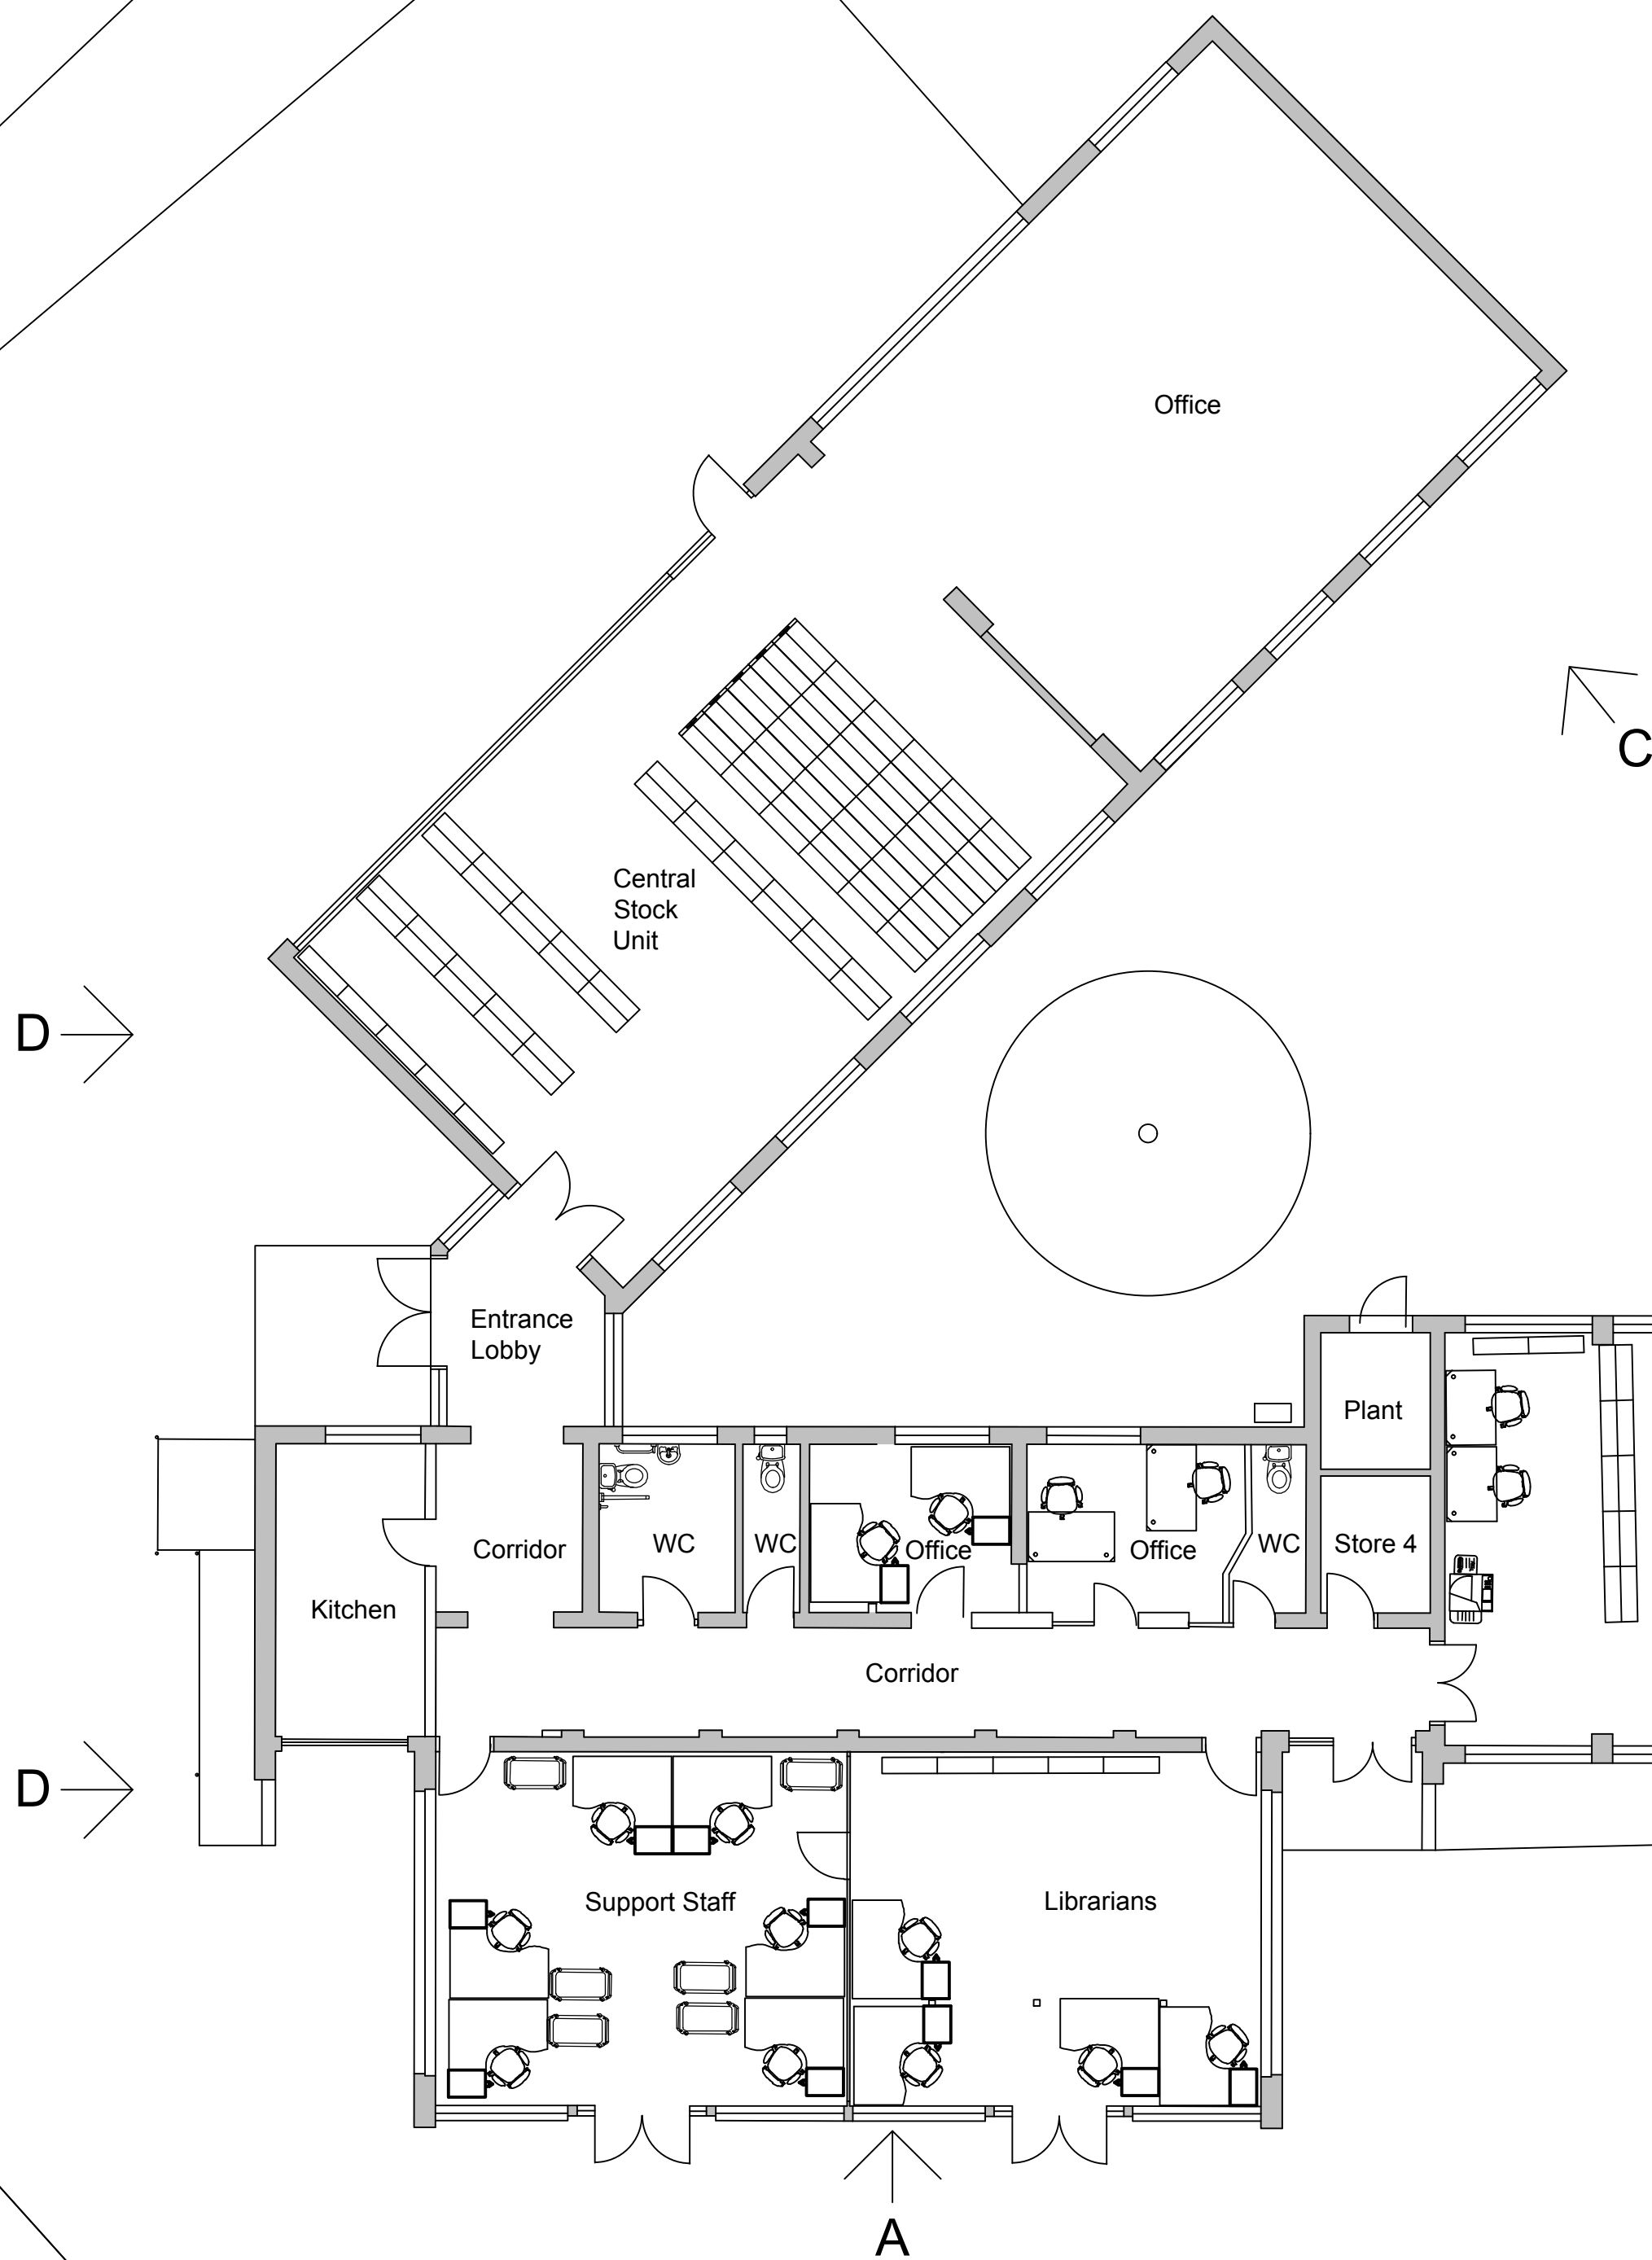 Office
C
Central
Stock
Unit
D
Entrance
Lobby
Plant
Corridor
WC
WC
Office
Office
WC
Store 4
Kitchen
Corridor
D
Support Staff
Librarians
A